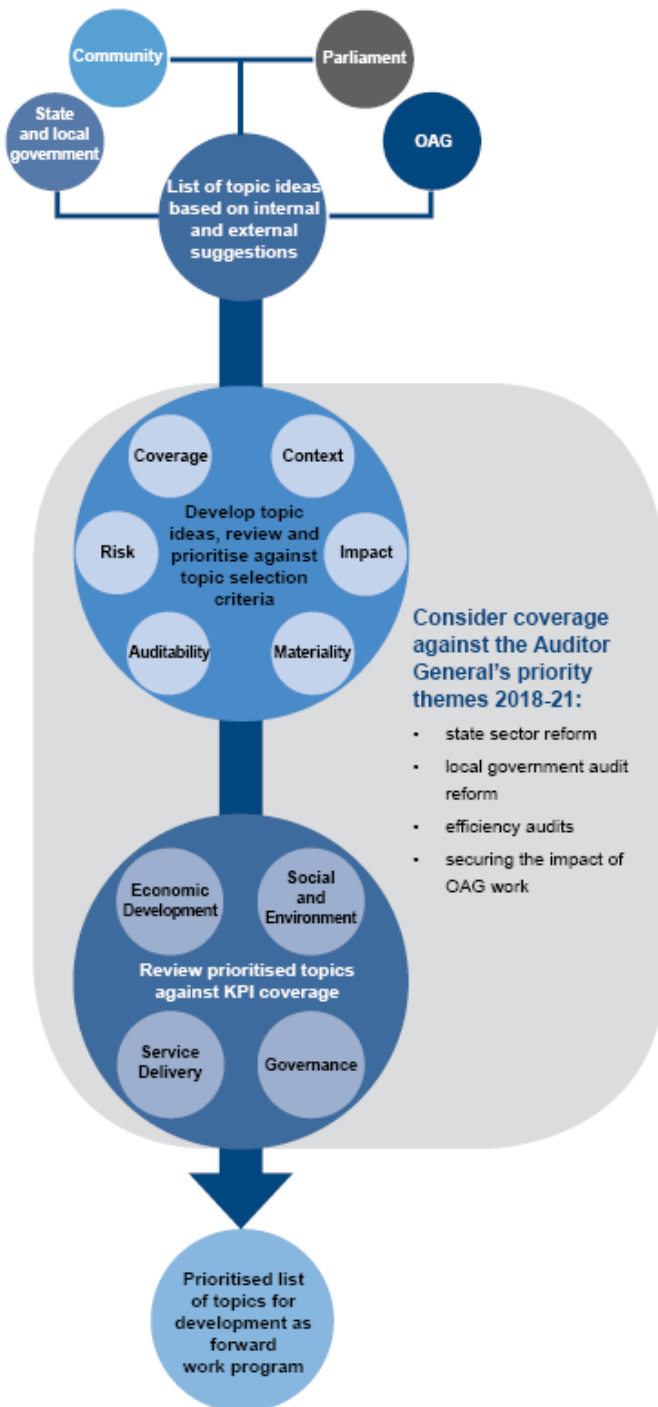 Community
Parliament
State
and local
government
OAG
List of topic ideas
based on internal
and external
suggestions
Coverage
Context
Develop topic
ideas, review and
prioritise against
topic selection
criteria
Risk
Impact
Auditability
Materiality
Consider coverage
against the Auditor
General's priority
themes 2018-21:
• state sector reform
• local government audit
reform
• efficiency audits
• securing the impact of
OAG work
Economic
Development
Social
and
Environment
Review prioritised topics
against KPI coverage
Service
Delivery
Governance
Prioritised list
of topics for
development as
forward
work program